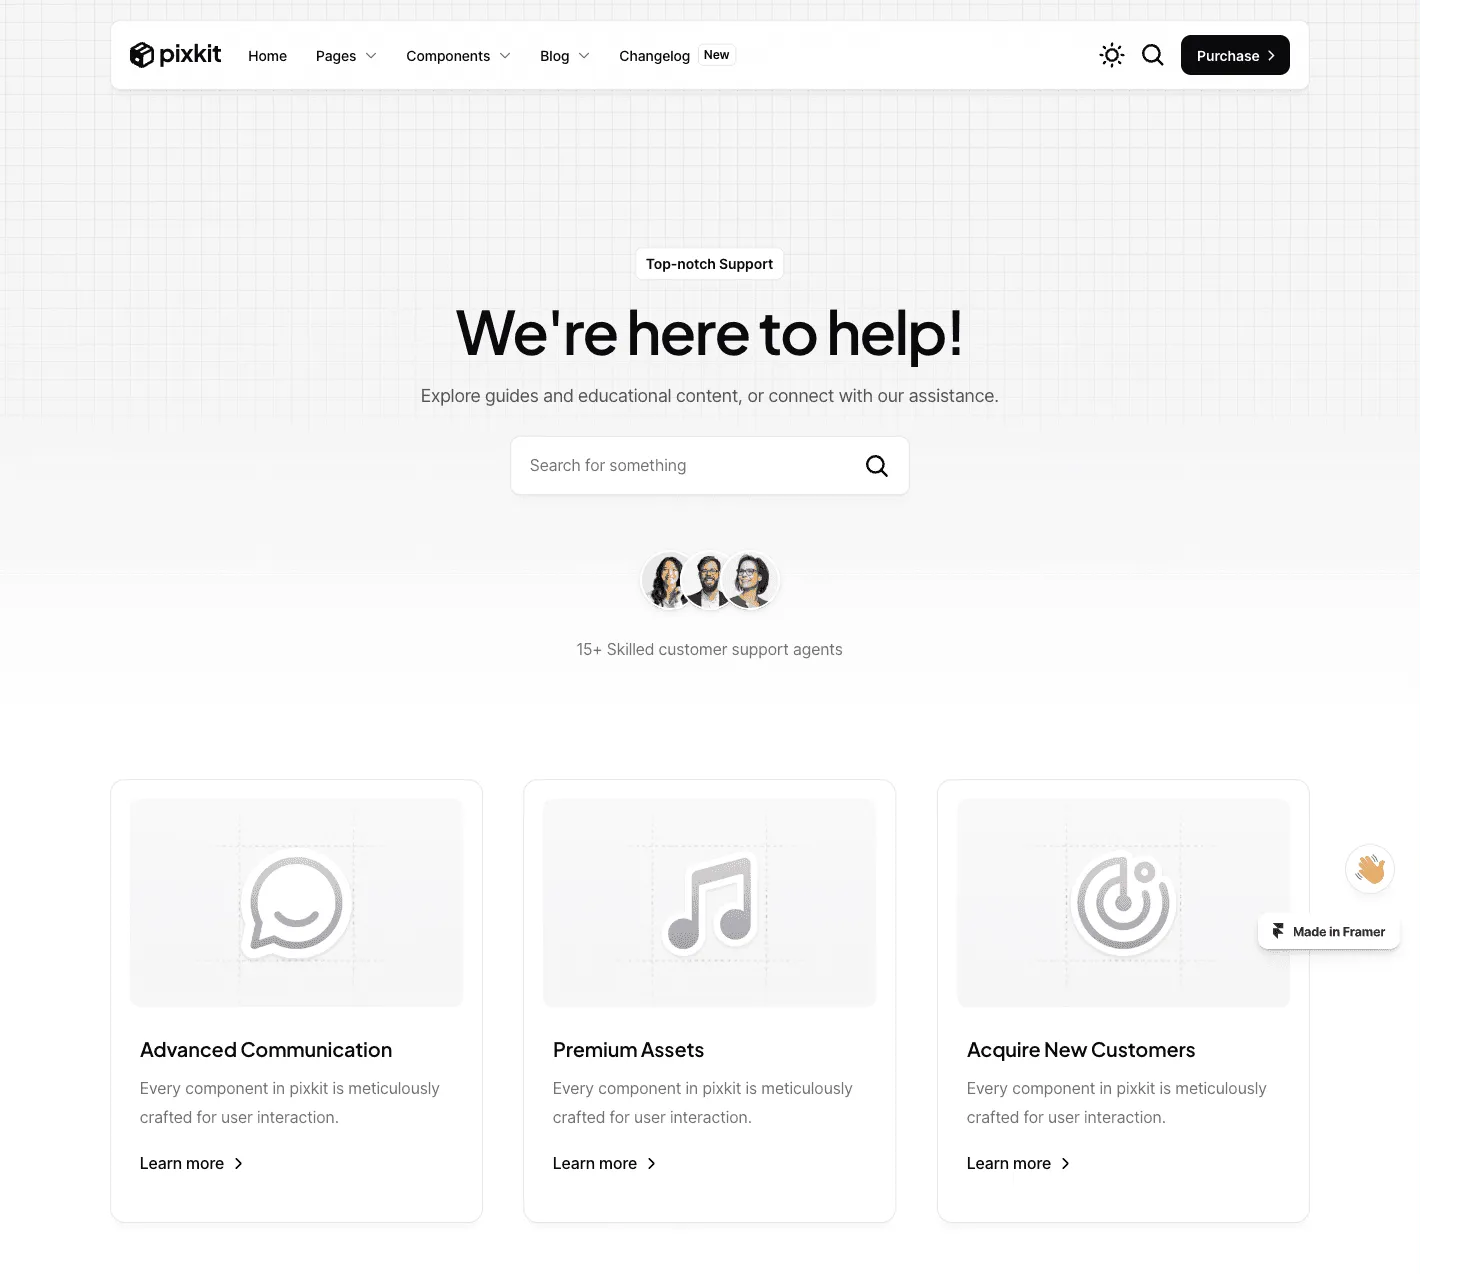 pixkit
Home
Pages
Components
Blog
Changelog
New
Purchase
Top-notch Support
We're here to help!
Explore guides and educational content, or connect with our assistance.
Search for something
15+ Skilled customer support agents
Made in Framer
Advanced Communication
Every component in pixkit is meticulously
crafted for user interaction.
Learn more
Premium Assets
Every component in pixkit is meticulously
crafted for user interaction.
Learn more
Acquire New Customers
Every component in pixkit is meticulously
crafted for user interaction.
Learn more